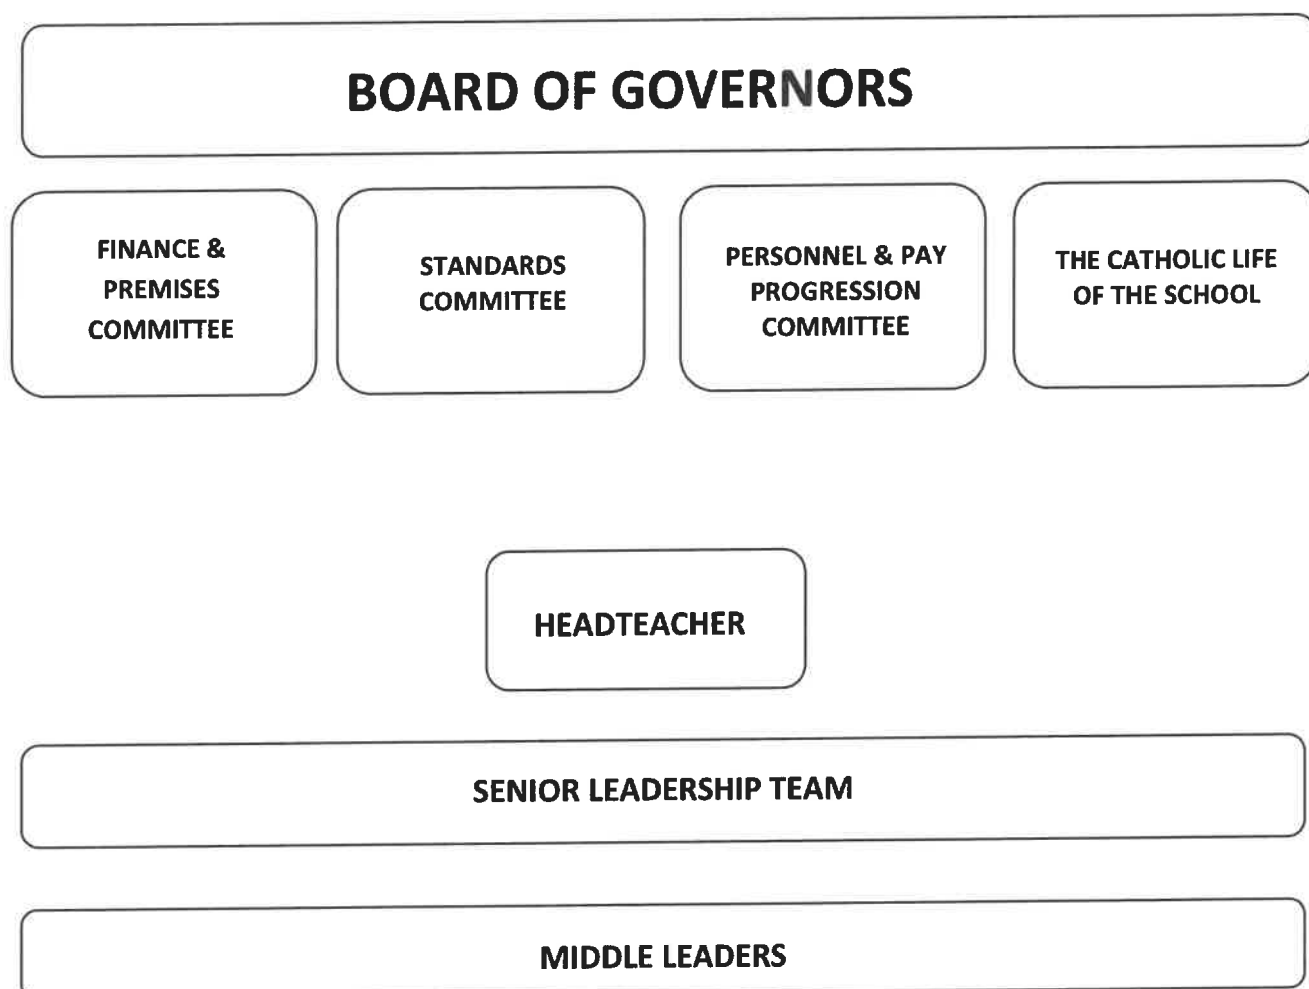 BOARD OF GOVERNORS
FINANCE &
PREMISES
COMMITTEE
STANDARDS
COMMITTEE
PERSONNEL & PAY
PROGRESSION
COMMITTEE
THE CATHOLIC LIFE
OF THE SCHOOL
HEADTEACHER
SENIOR LEADERSHIP TEAM
MIDDLE LEADERS